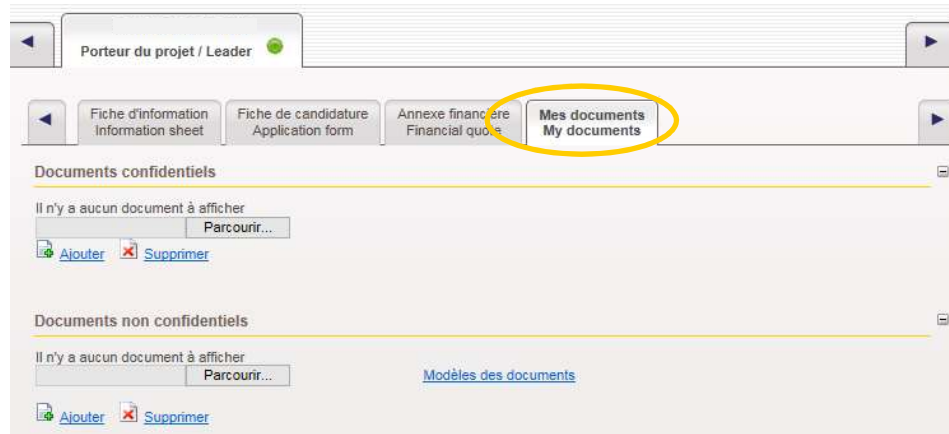 Porteur du projet / Leader
Fiche d'information
Information sheet
Fiche de candidature
Application form
Annexe financière
Financial quote
Mes documents
My documents
Documents confidentiels
Il n'y a aucun document à afficher
Parcourir...
Ajouter Supprimer
Documents non confidentiels
Il n'y a aucun document à afficher
Parcourir... Modèles des documents
Ajouter Supprimer